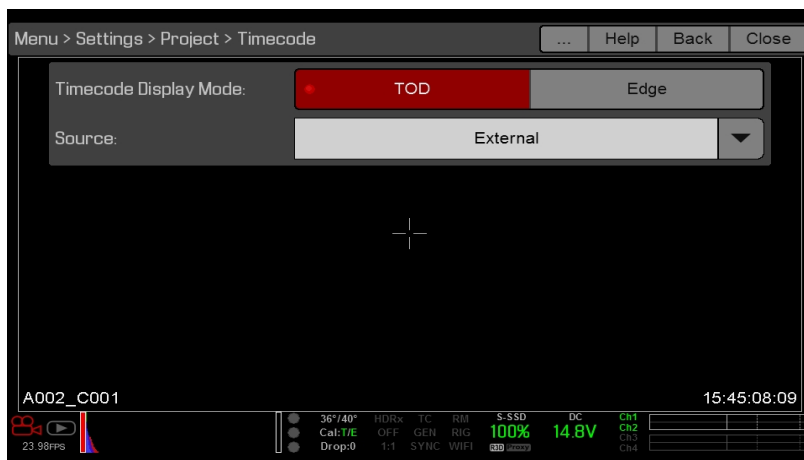 Menu > Settings > Project > Timecode ... Help Back Close
Timecode Display Mode: TOD Edge
Source: External
A002_C001 15:45:08:09
36°/40° HDRx TC RM S-SSD DC Ch1
Cal:T/E OFF GEN RIG 100% 14.8V Ch2
Drop:0 1:1 SYNC WIFI R3D Proxy Ch3
23.98FPS Ch4